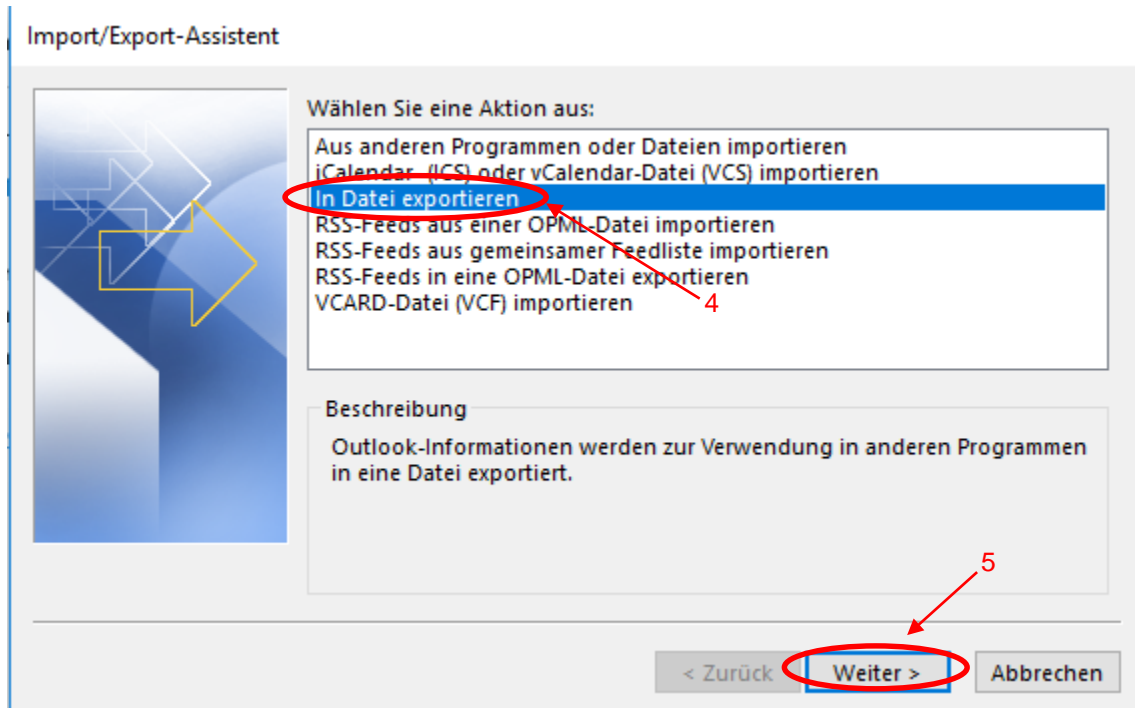 Import/Export-Assistent
Wählen Sie eine Aktion aus:
Aus anderen Programmen oder Dateien importieren
iCalendar- (ICS) oder vCalendar-Datei (VCS) importieren
In Datei exportieren
RSS-Feeds aus einer OPML-Datei importieren
RSS-Feeds aus gemeinsamer Feedliste importieren
RSS-Feeds in eine OPML-Datei exportieren
VCARD-Datei (VCF) importieren
4
Beschreibung
Outlook-Informationen werden zur Verwendung in anderen Programmen
in eine Datei exportiert.
5
< Zurück Weiter > Abbrechen